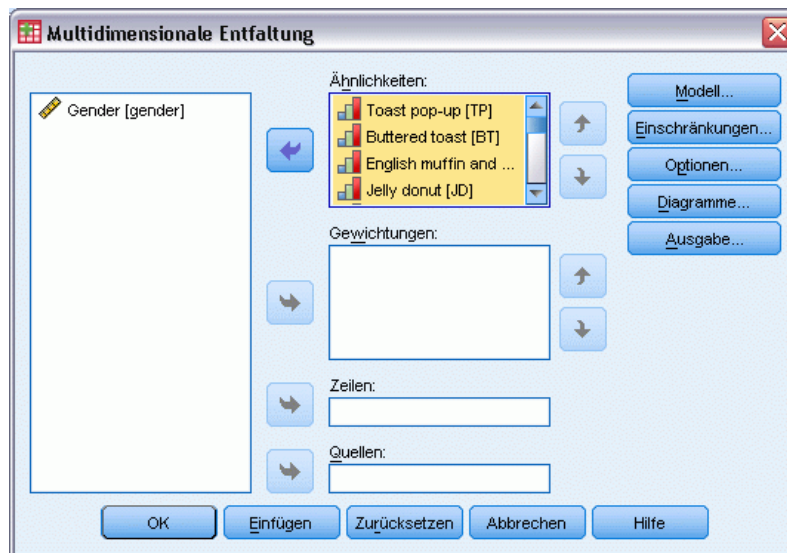 Multidimensionale Entfaltung
Gender [gender]
Ähnlichkeiten:
Toast pop-up [TP]
Buttered toast [BT]
English muffin and ...
Jelly donut [JD]
Gewichtungen:
Zeilen:
Quellen:
Modell...
Einschränkungen...
Optionen...
Diagramme...
Ausgabe...
OK
Einfügen
Zurücksetzen
Abbrechen
Hilfe